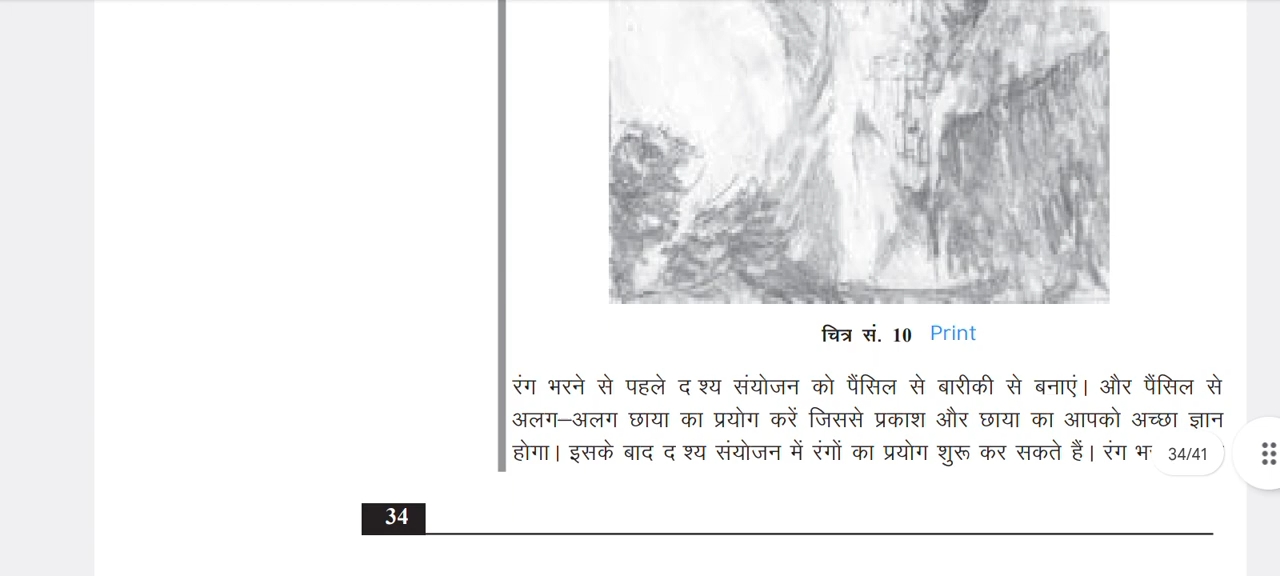 चित्र सं. 10 Print
रंग भरने से पहले द श्य संयोजन को पैंसिल से बारीकी से बनाएं। और पैंसिल से
अलग–अलग छाया का प्रयोग करें जिससे प्रकाश और छाया का आपको अच्छा ज्ञान
होगा। इसके बाद द श्य संयोजन में रंगों का प्रयोग शुरू कर सकते हैं। रंग
34/41
34